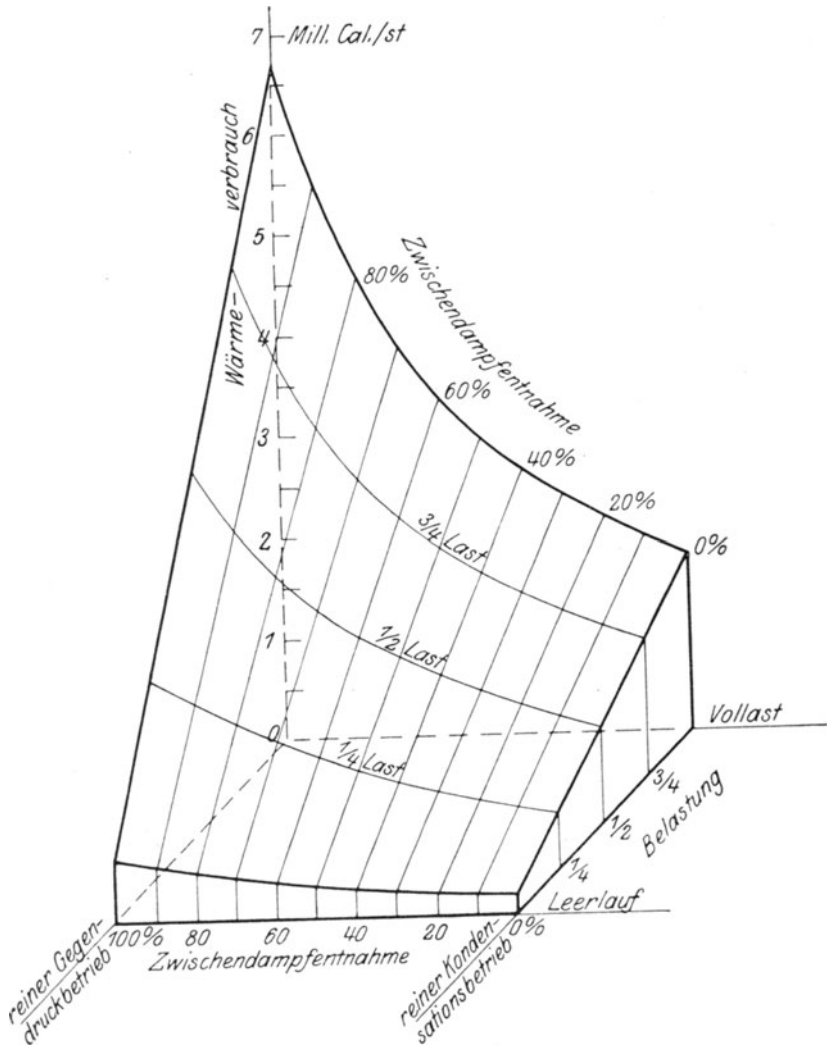 7 Mill. Cal./st
6
5
4
3
2
1
0
Wärme-
verbrauch
Zwischendampfentnahme
80%
60%
40%
20%
0%
3/4 Last
1/2 Last
1/4 Last
Vollast
3/4
1/2
1/4
Belastung
Leerlauf
100% 80 60 40 20 0%
Zwischendampfentnahme
reiner Gegen-
druckbetrieb
reiner Konden-
sationsbetrieb